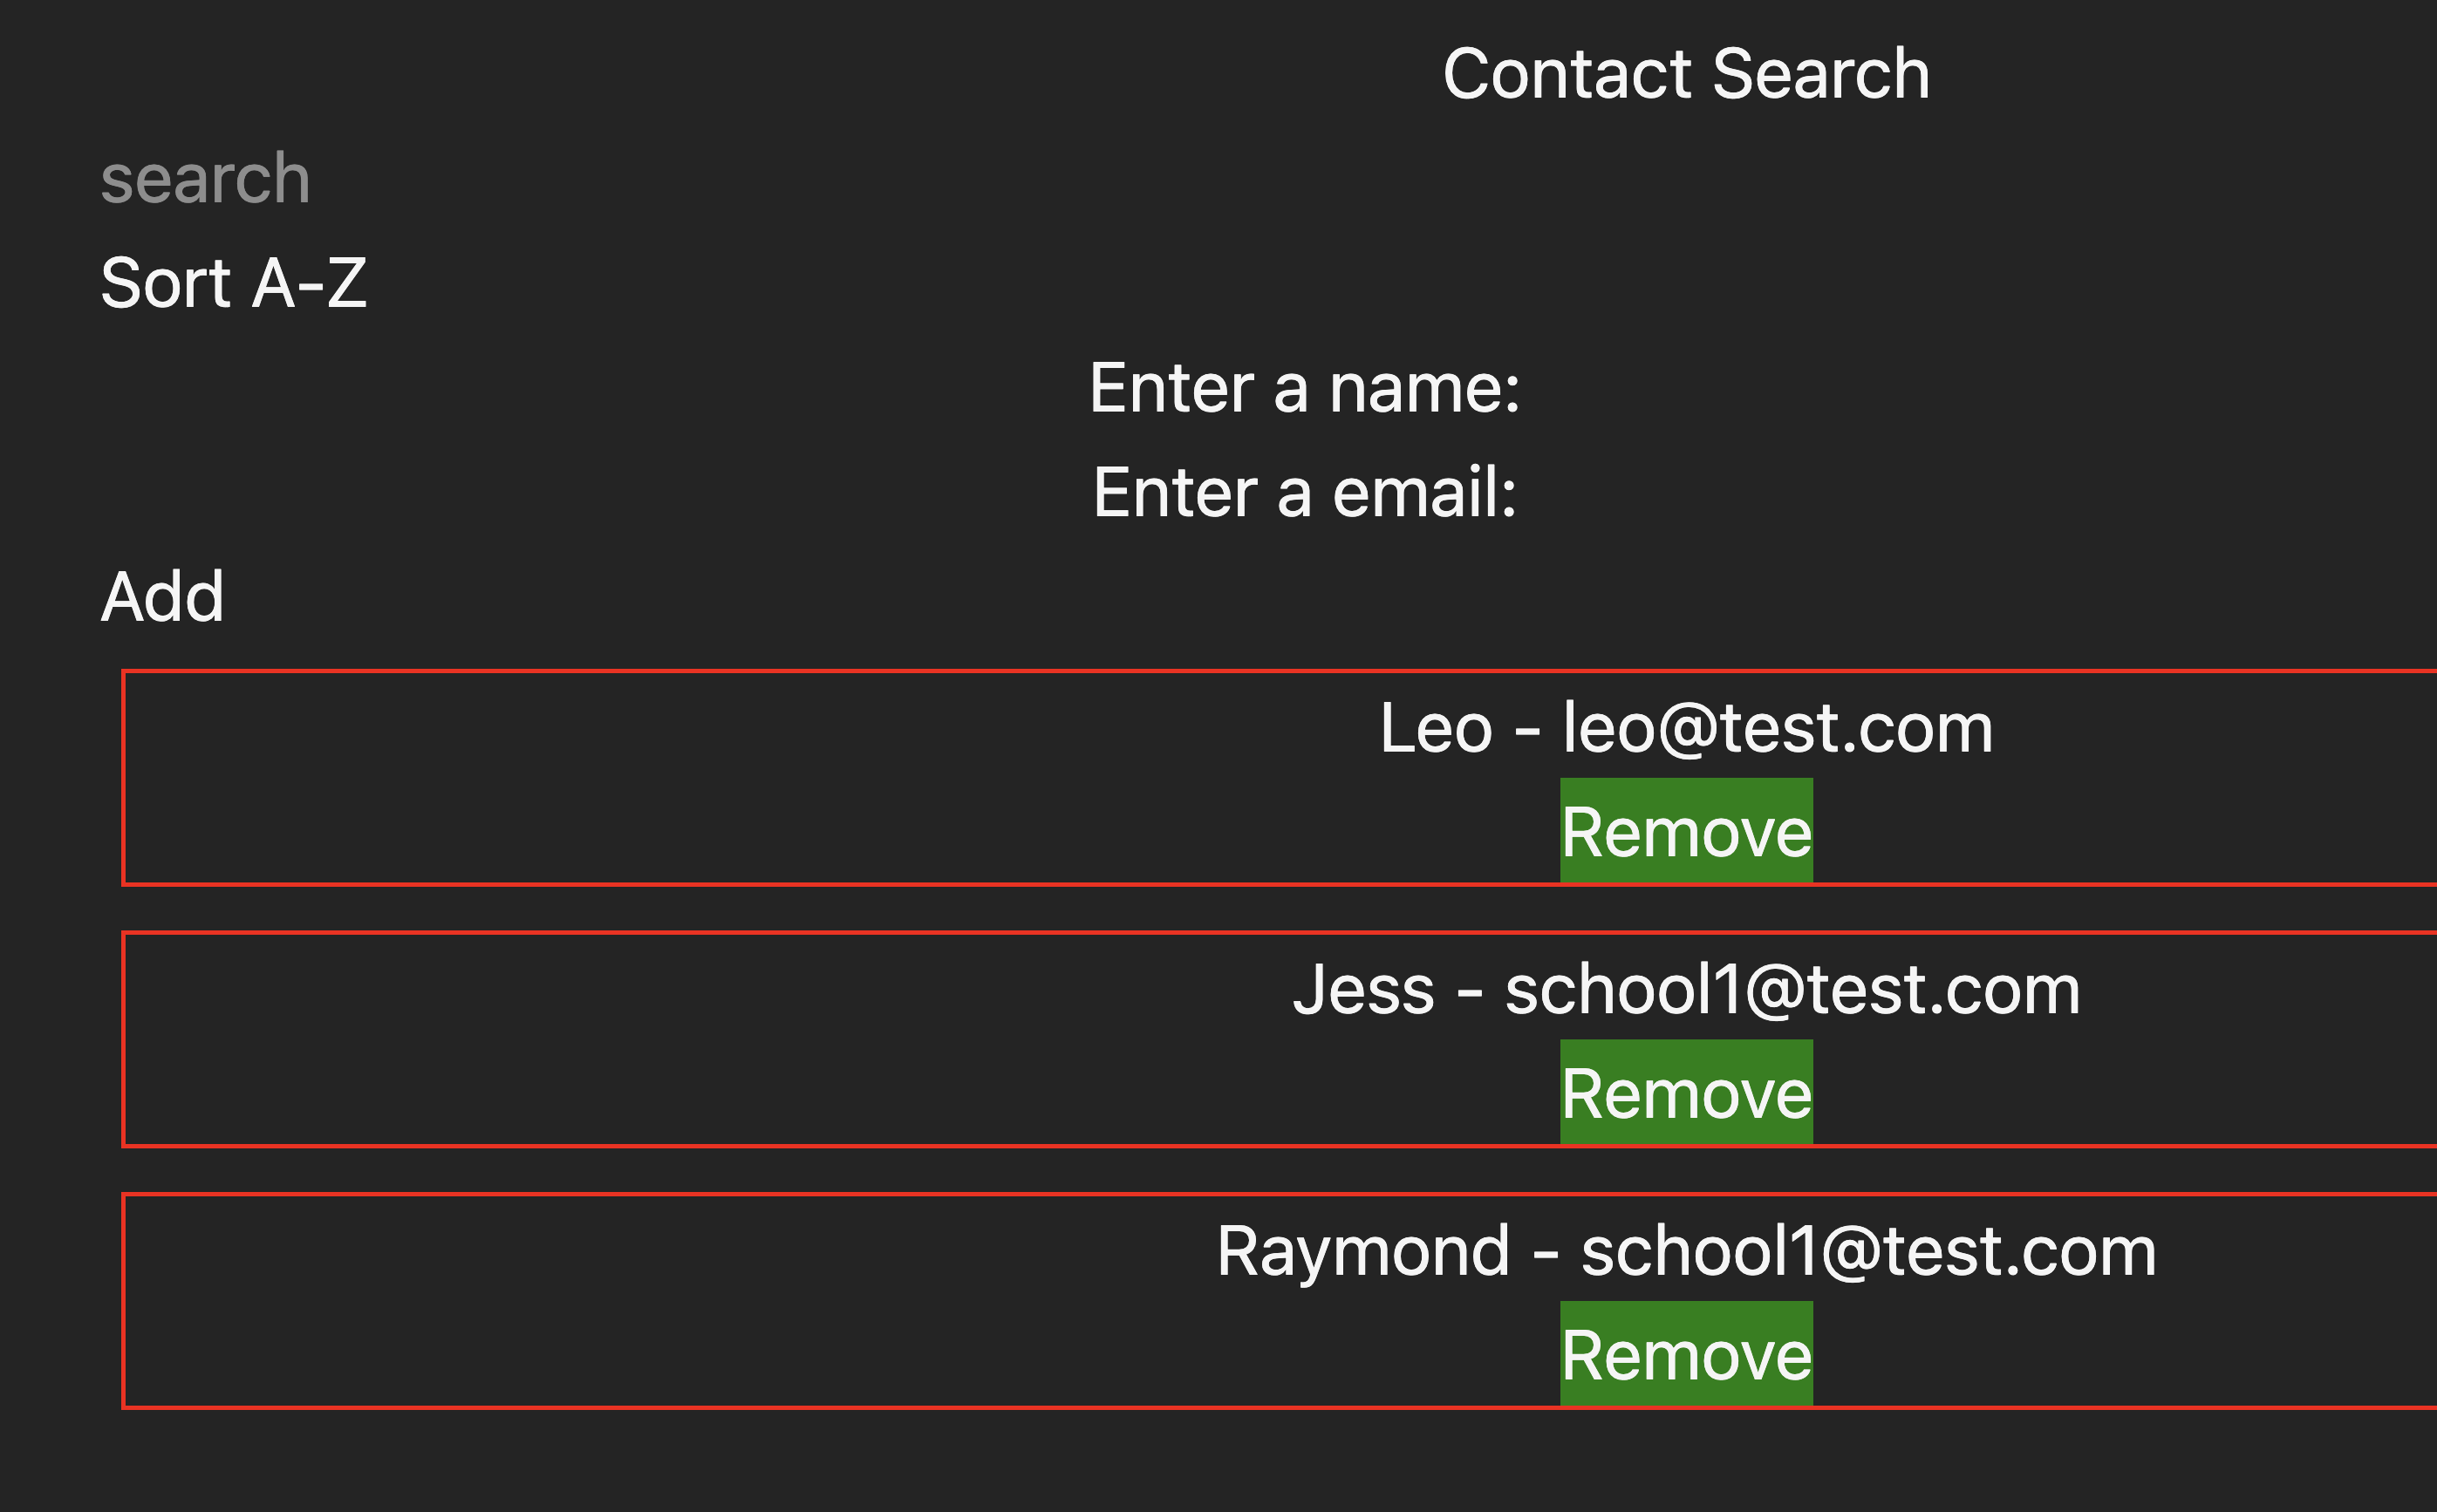 Contact Search
search
Sort A-Z
Enter a name:
Enter a email:
Add
Leo - leo@test.com
Remove
Jess - school1@test.com
Remove
Raymond - school1@test.com
Remove